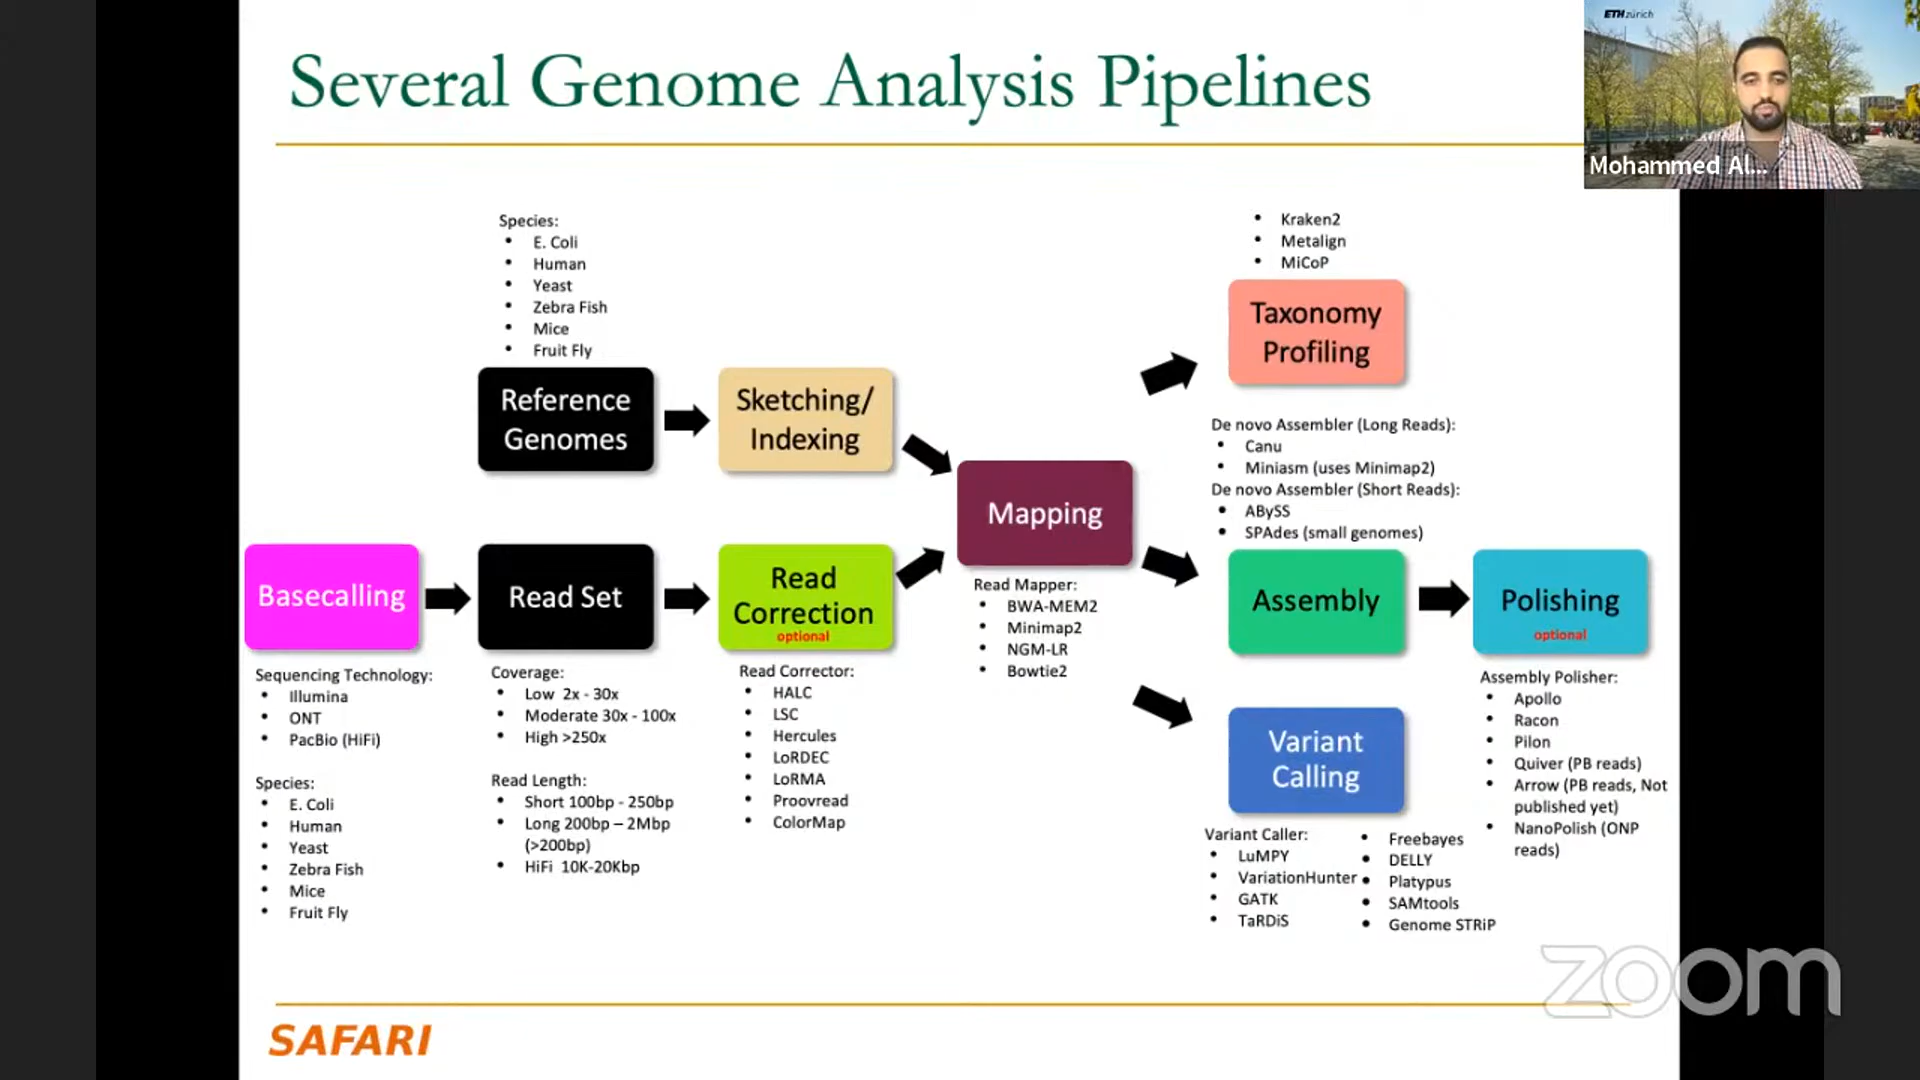 Several Genome Analysis Pipelines
ETH zürich
Mohammed Al...
Species:
• E. Coli
• Human
• Yeast
• Zebra Fish
• Mice
• Fruit Fly
Reference
Genomes
Sketching/
Indexing
Basecalling
Sequencing Technology:
• Illumina
• ONT
• PacBio (HiFi)
Species:
• E. Coli
• Human
• Yeast
• Zebra Fish
• Mice
• Fruit Fly
Read Set
Coverage:
• Low 2x - 30x
• Moderate 30x - 100x
• High >250x
Read Length:
• Short 100bp - 250bp
• Long 200bp – 2Mbp
(>200bp)
• HiFi 10K-20Kbp
Read
Correction
optional
Read Corrector:
• HALC
• LSC
• Hercules
• LoRDEC
• LoRMA
• Proovread
• ColorMap
Mapping
Read Mapper:
• BWA-MEM2
• Minimap2
• NGM-LR
• Bowtie2
• Kraken2
• Metalign
• MiCoP
Taxonomy
Profiling
De novo Assembler (Long Reads):
• Canu
• Miniasm (uses Minimap2)
De novo Assembler (Short Reads):
• ABySS
• SPAdes (small genomes)
Assembly
Polishing
optional
Assembly Polisher:
• Apollo
• Racon
• Pilon
• Quiver (PB reads)
• Arrow (PB reads, Not
published yet)
• NanoPolish (ONP
reads)
Variant
Calling
Variant Caller:
• LuMPY
• VariationHunter
• GATK
• TaRDiS
• Freebayes
• DELLY
• Platypus
• SAMtools
• Genome STRiP
SAFARI
zoom